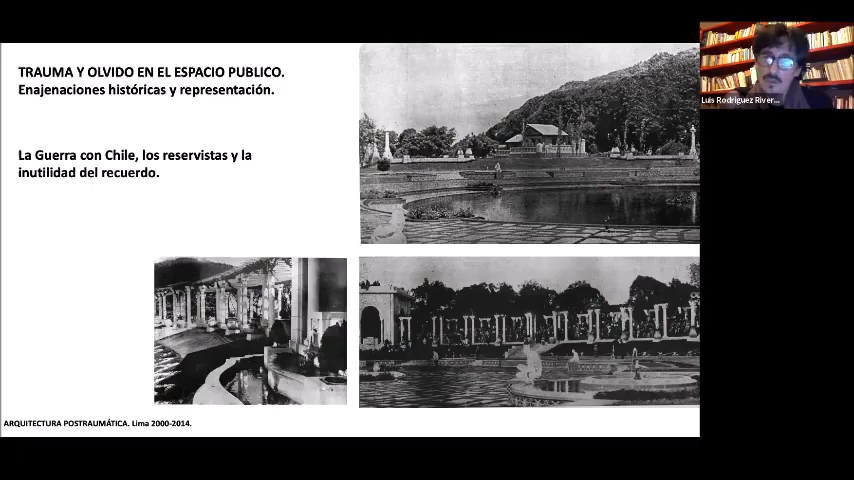 TRAUMA Y OLVIDO EN EL ESPACIO PUBLICO.
Enajenaciones históricas y representación.
La Guerra con Chile, los reservistas y la
inutilidad del recuerdo.
ARQUITECTURA POSTRAUMÁTICA. Lima 2000-2014.
Luis Rodriguez River...